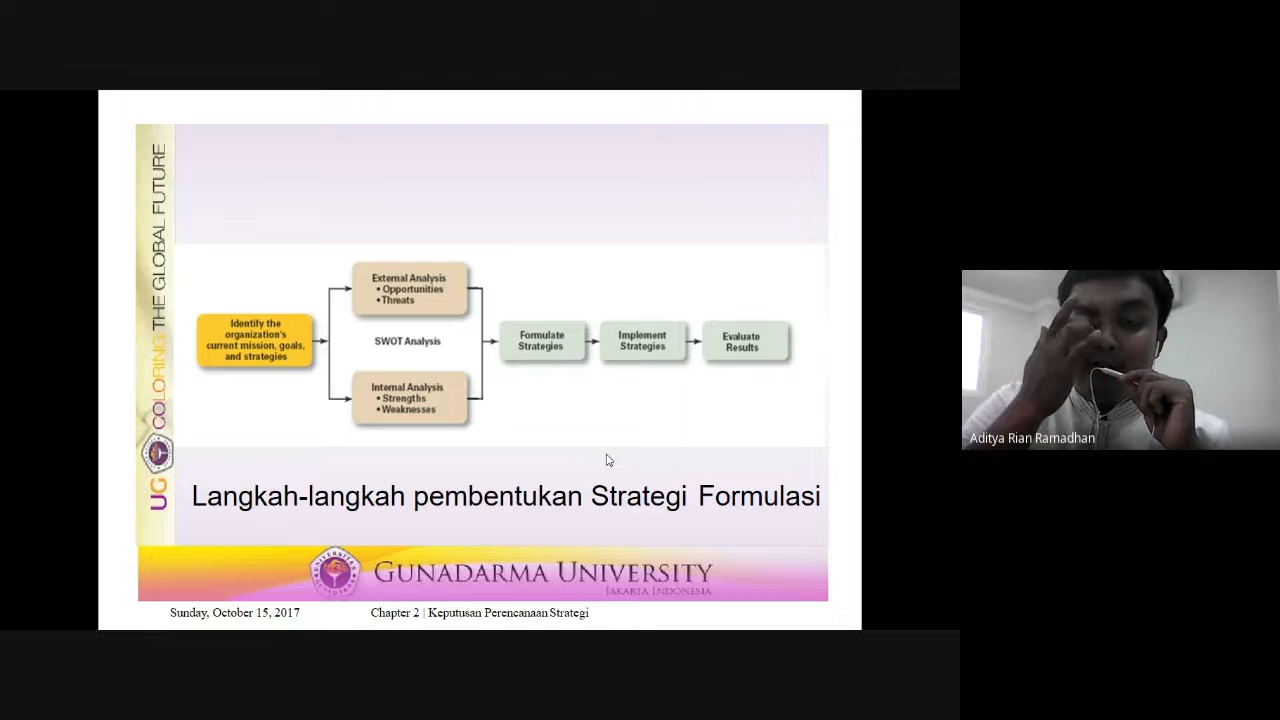 COLORING THE GLOBAL FUTURE
UG
Identify the
organization's
current mission, goals,
and strategies
External Analysis
• Opportunities
• Threats
SWOT Analysis
Internal Analysis
• Strengths
• Weaknesses
Formulate
Strategies
Implement
Strategies
Evaluate
Results
Langkah-langkah pembentukan Strategi Formulasi
GUNADARMA UNIVERSITY
JAKARTA INDONESIA
Sunday, October 15, 2017
Chapter 2 | Keputusan Perencanaan Strategi
Aditya Rian Ramadhan